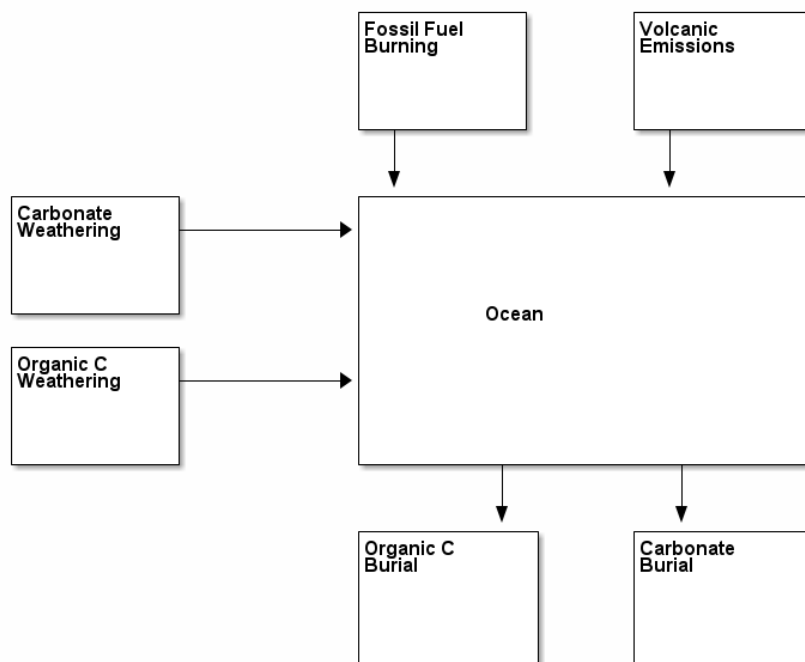 Fossil Fuel
Burning
Volcanic
Emissions
Carbonate
Weathering
Ocean
Organic C
Weathering
Organic C
Burial
Carbonate
Burial